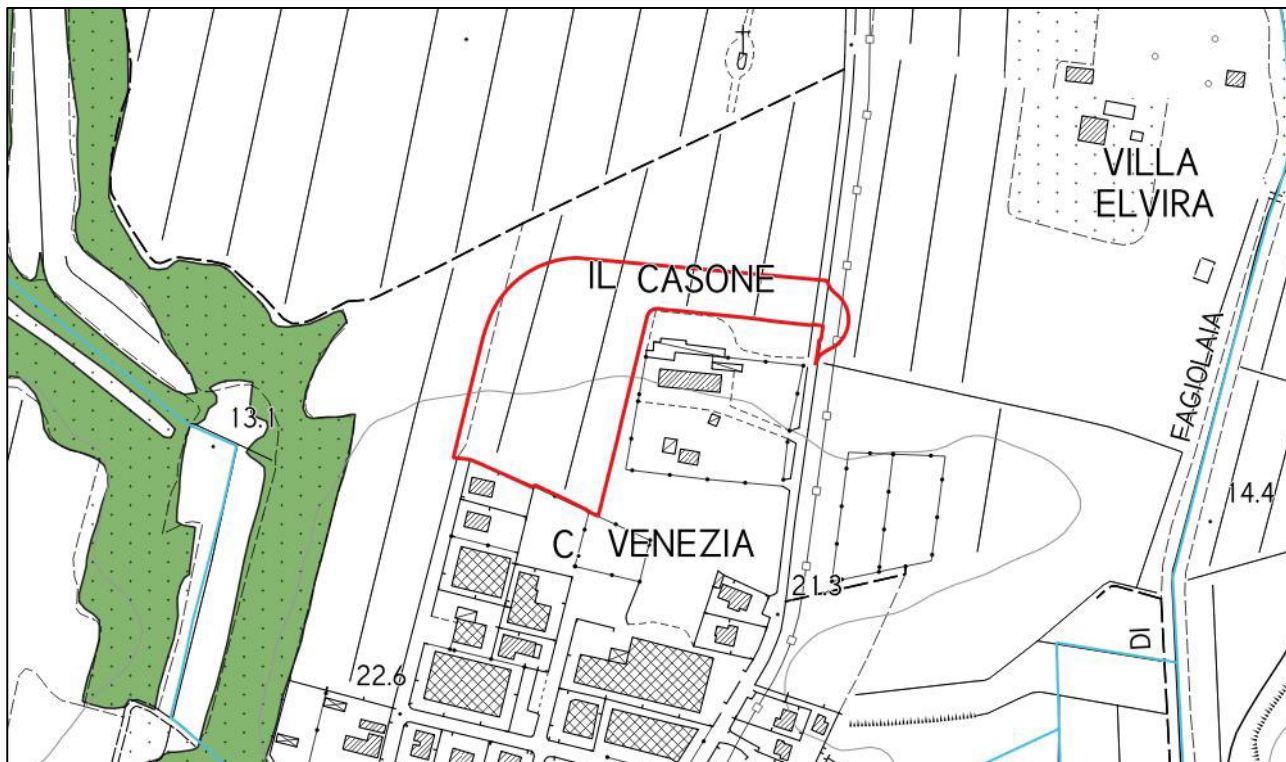 VILLA
ELVIRA
IL CASONE
FAGIOLAIA
13.1
14.4
C. VENEZIA
21.3
DI
22.6